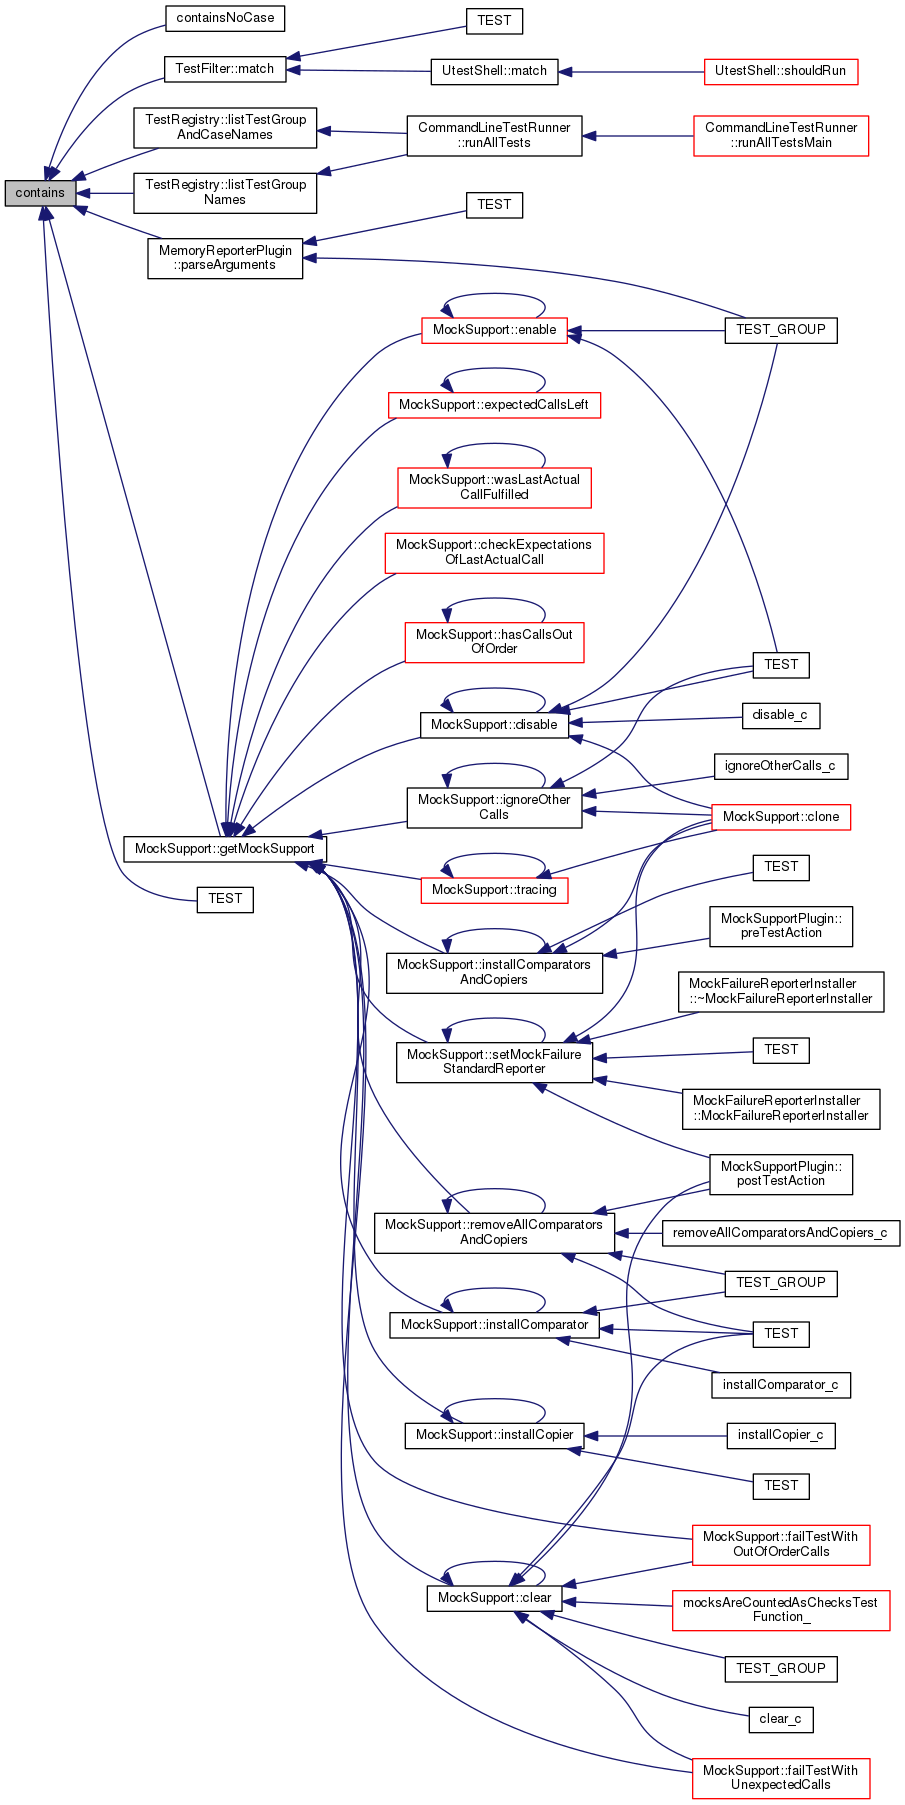 containsNoCase
TEST
TestFilter::match
UtestShell::match
UtestShell::shouldRun
TestRegistry::listTestGroup
AndCaseNames
CommandLineTestRunner
::runAllTests
CommandLineTestRunner
::runAllTestsMain
contains
TestRegistry::listTestGroup
Names
TEST
MemoryReporterPlugin
::parseArguments
MockSupport::enable
TEST_GROUP
MockSupport::expectedCallsLeft
MockSupport::wasLastActual
CallFulfilled
MockSupport::checkExpectations
OfLastActualCall
MockSupport::hasCallsOut
OfOrder
TEST
MockSupport::disable
disable_c
ignoreOtherCalls_c
MockSupport::ignoreOther
Calls
MockSupport::clone
MockSupport::getMockSupport
TEST
MockSupport::tracing
TEST
MockSupportPlugin::
preTestAction
MockSupport::installComparators
AndCopiers
MockFailureReporterInstaller
::~MockFailureReporterInstaller
MockSupport::setMockFailure
StandardReporter
TEST
MockFailureReporterInstaller
::MockFailureReporterInstaller
MockSupportPlugin::
postTestAction
MockSupport::removeAllComparators
AndCopiers
removeAllComparatorsAndCopiers_c
TEST_GROUP
MockSupport::installComparator
TEST
installComparator_c
MockSupport::installCopier
installCopier_c
TEST
MockSupport::failTestWith
OutOfOrderCalls
MockSupport::clear
mocksAreCountedAsChecksTest
Function_
TEST_GROUP
clear_c
MockSupport::failTestWith
UnexpectedCalls